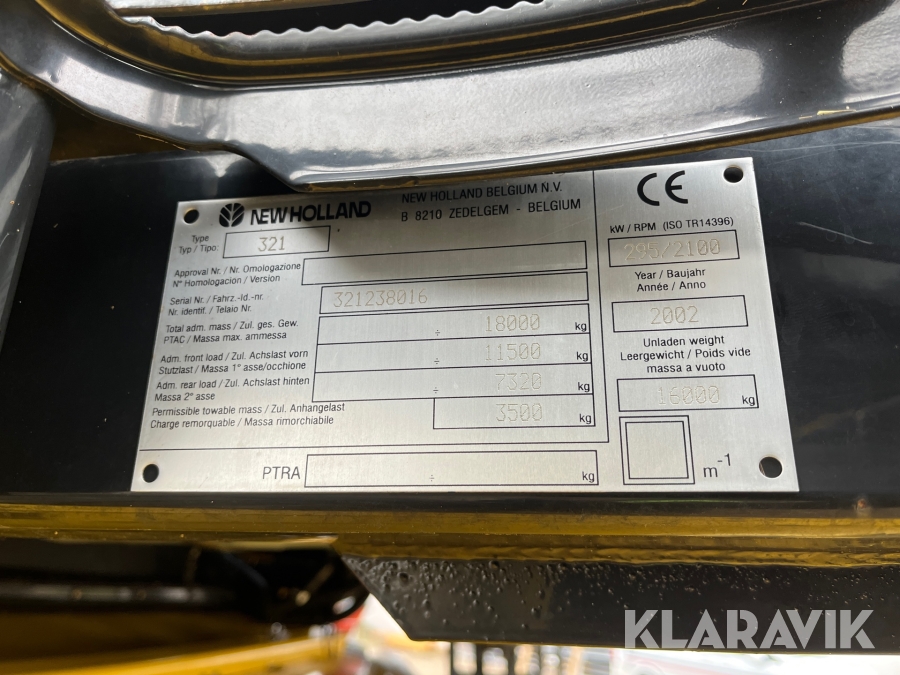 NEW HOLLAND
NEW HOLLAND BELGIUM N.V.
B 8210 ZEDELGEM - BELGIUM
Type
Typ / Tipo:
321
Approval Nr. / Nr. Omologazione
N° Homologacion / Version
Serial Nr. / Fahrz.-Id.-nr.
Nr. identif. / Telaio Nr.
321238016
Total adm. mass / Zul. ges. Gew.
PTAC / Massa max. ammessa
÷ 18000 kg
Adm. front load / Zul. Achslast vorn
Stutzlast / Massa 1° asse/occhione
÷ 11500 kg
Adm. rear load / Zul. Achslast hinten
Massa 2° asse
÷ 7320 kg
Permissible towable mass / Zul. Anhangelast
Charge remorquable / Massa rimorchiabile
3500 kg
PTRA ÷ kg
CE
kW / RPM (ISO TR14396)
295/2100
Year / Baujahr
Année / Anno
2002
Unladen weight
Leergewicht / Poids vide
massa a vuoto
16000 kg
m-1
KLARAVIK